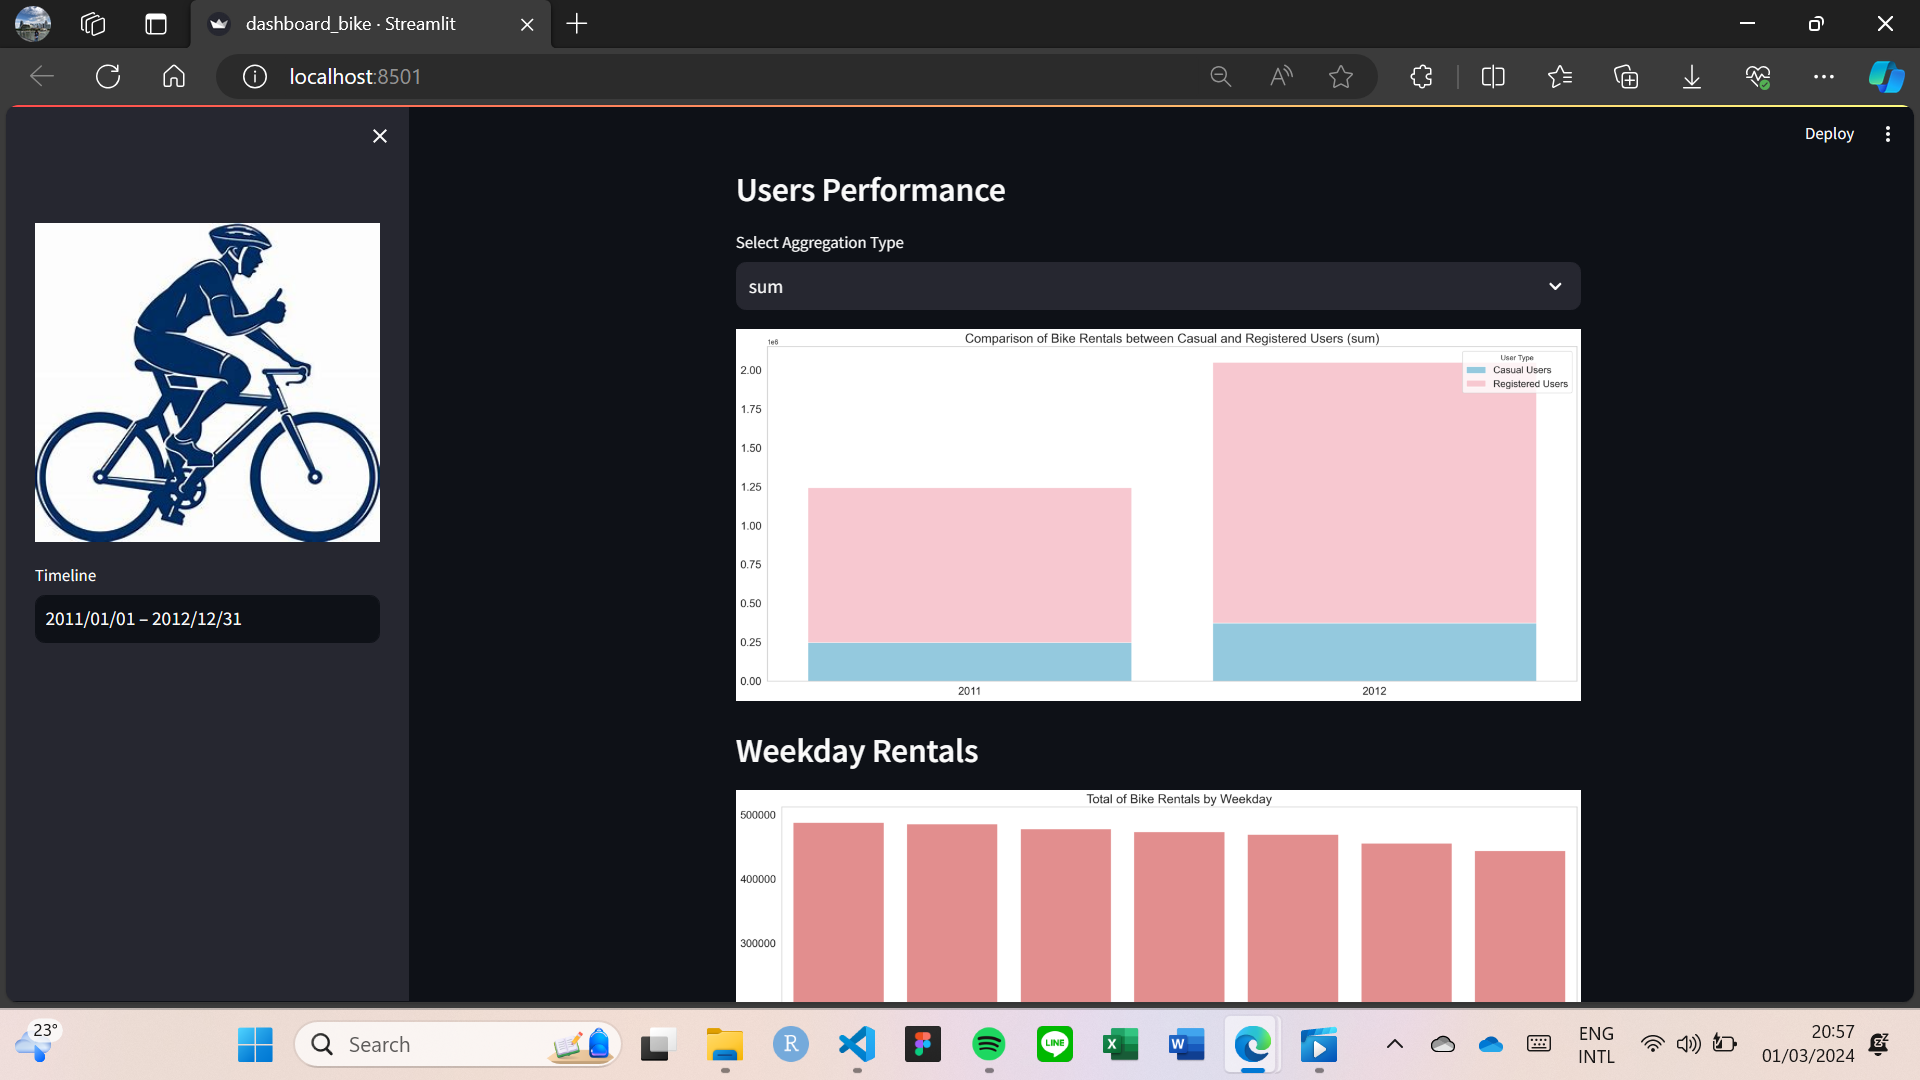 dashboard_bike · Streamlit
localhost:8501
Deploy
Timeline
2011/01/01 – 2012/12/31
Users Performance
Select Aggregation Type
sum
Comparison of Bike Rentals between Casual and Registered Users (sum)
1e6
User Type
Casual Users
Registered Users
2.00
1.75
1.50
1.25
1.00
0.75
0.50
0.25
0.00
2011
2012
Weekday Rentals
Total of Bike Rentals by Weekday
500000
400000
300000
23°
Search
R
LINE
X
W
ENG
INTL
20:57
01/03/2024